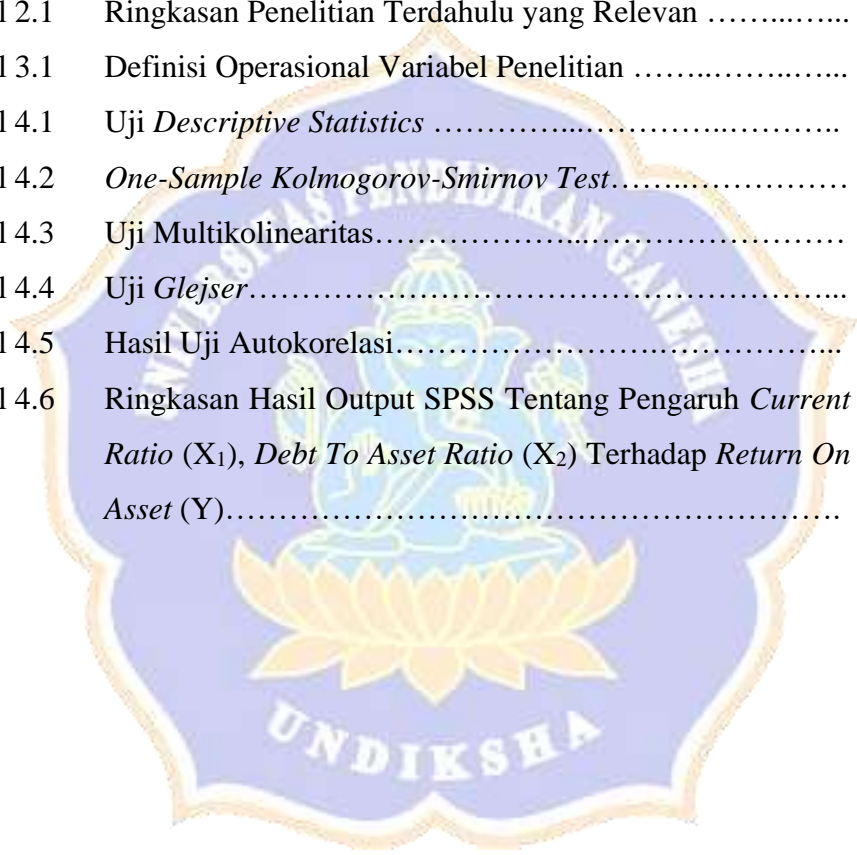 l 2.1 Ringkasan Penelitian Terdahulu yang Relevan ……...…...
l 3.1 Definisi Operasional Variabel Penelitian ……..……..…...
l 4.1 Uji Descriptive Statistics …………...…………..………..
l 4.2 One-Sample Kolmogorov-Smirnov Test……..……………
l 4.3 Uji Multikolinearitas………………...……………………
l 4.4 Uji Glejser………………………………………………...
l 4.5 Hasil Uji Autokorelasi…………………….……………...
l 4.6 Ringkasan Hasil Output SPSS Tentang Pengaruh Current
Ratio (X₁), Debt To Asset Ratio (X₂) Terhadap Return On
Asset (Y)……….………………….………………………
UNIVERSITAS PENDIDIKAN GANESH
UNDIKSHA